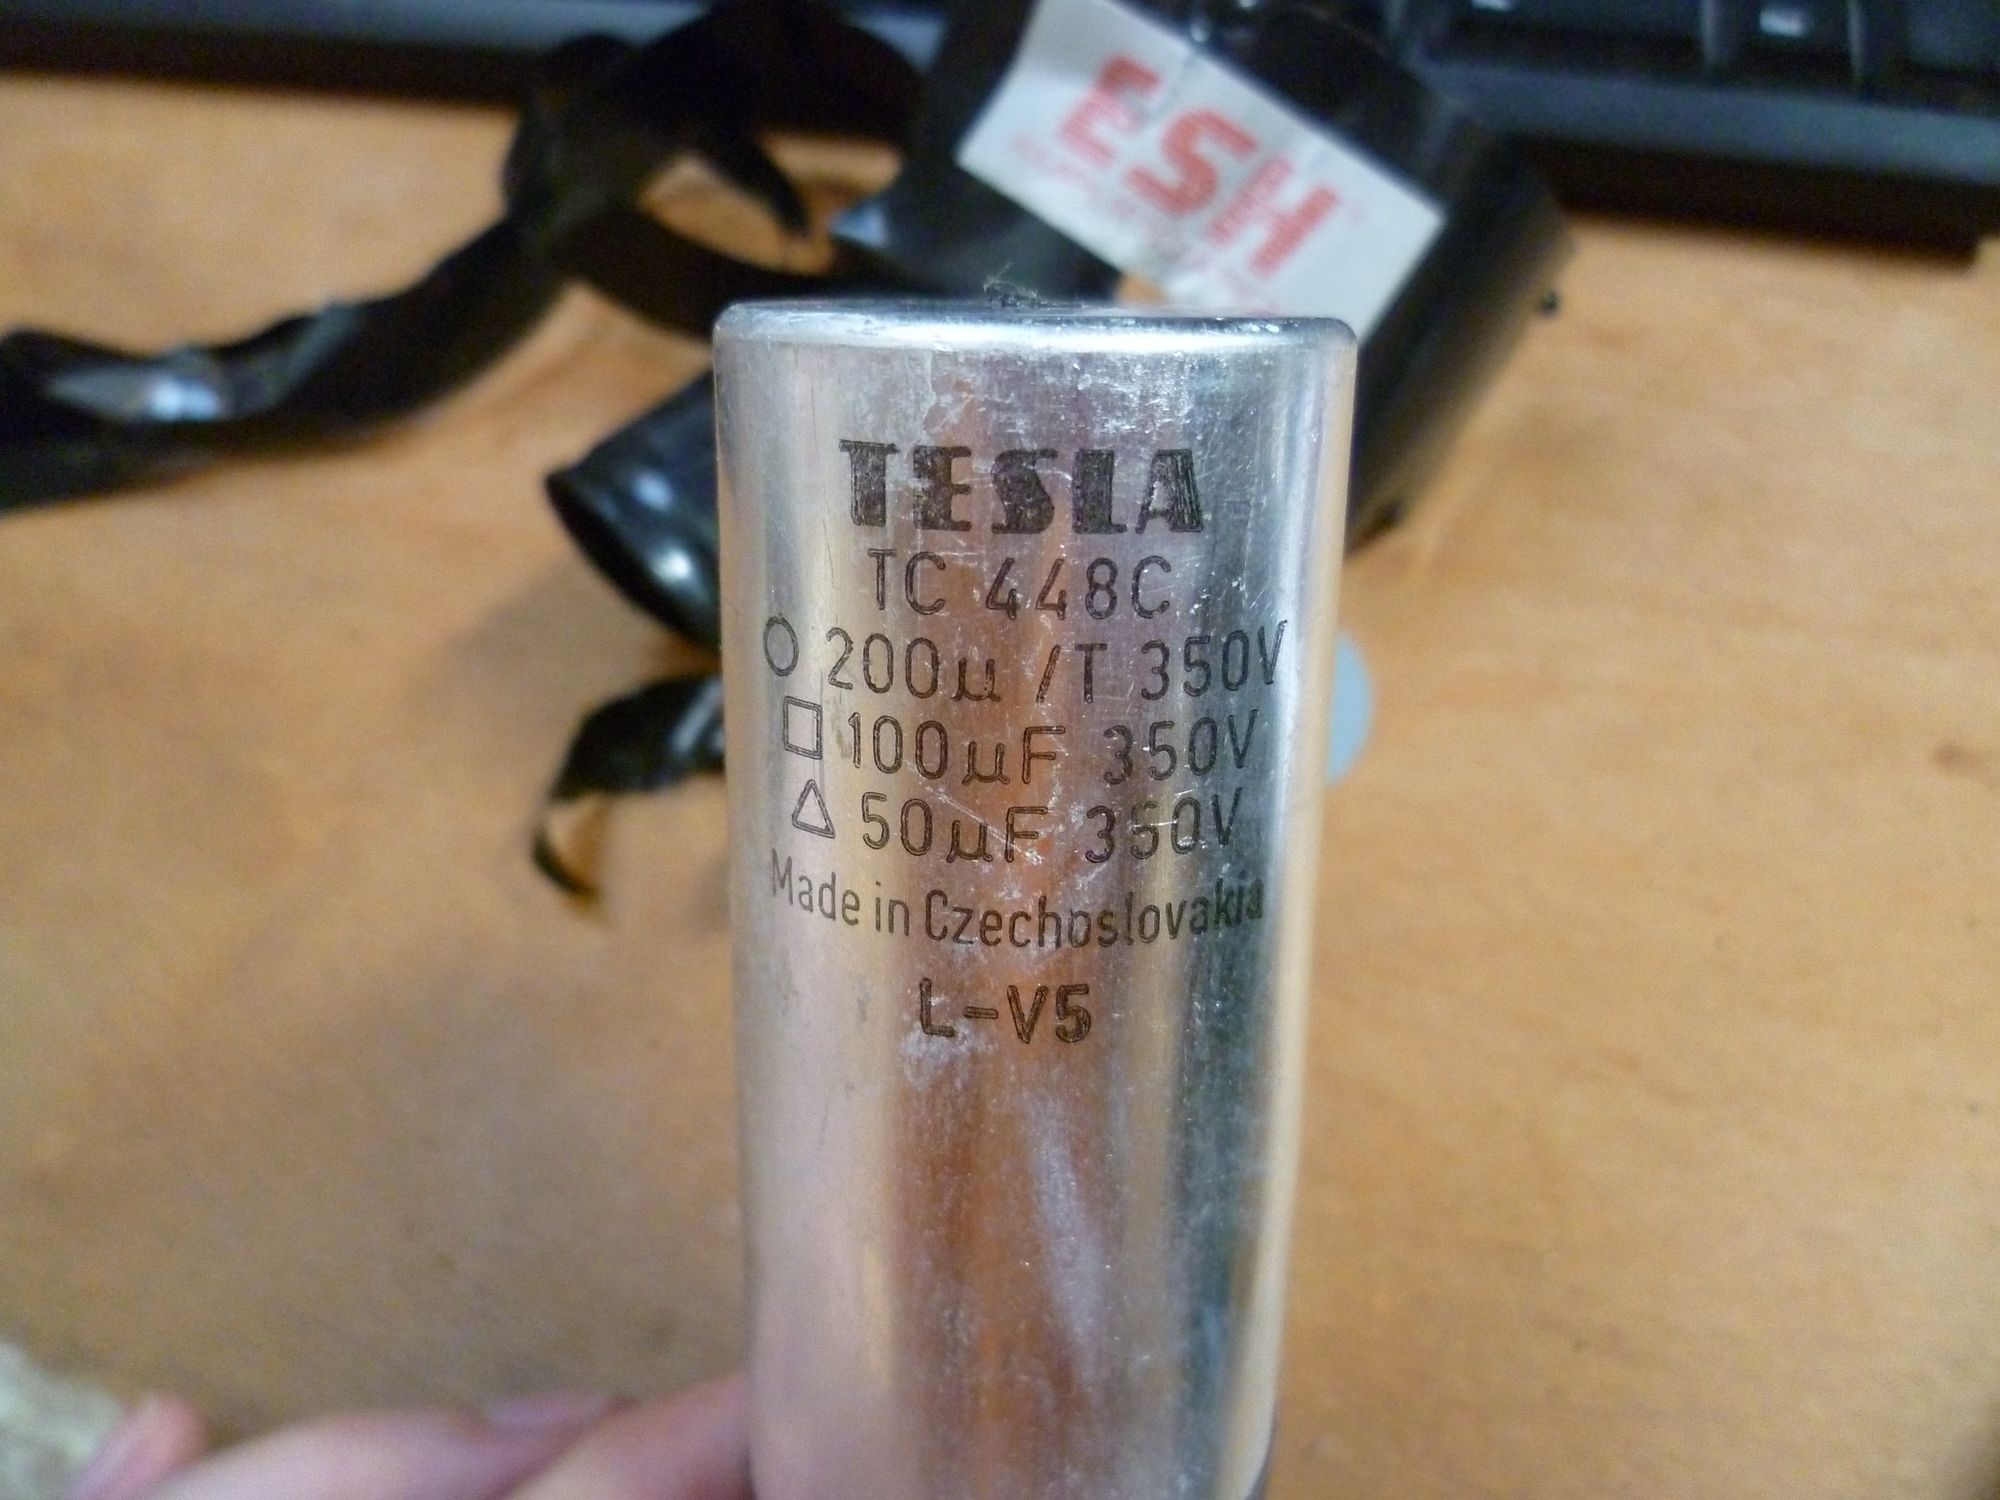 ESH
TESLA
TC 448C
○ 200µ /T 350V
□ 100µF 350V
△ 50µF 350V
Made in Czechoslovakia
L-V5